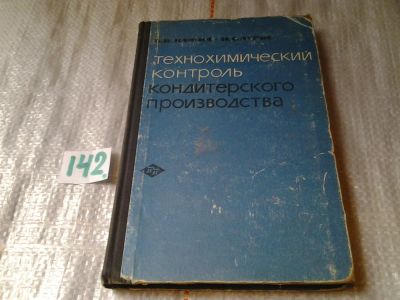 технохимический
контроль
кондитерского
производства
142